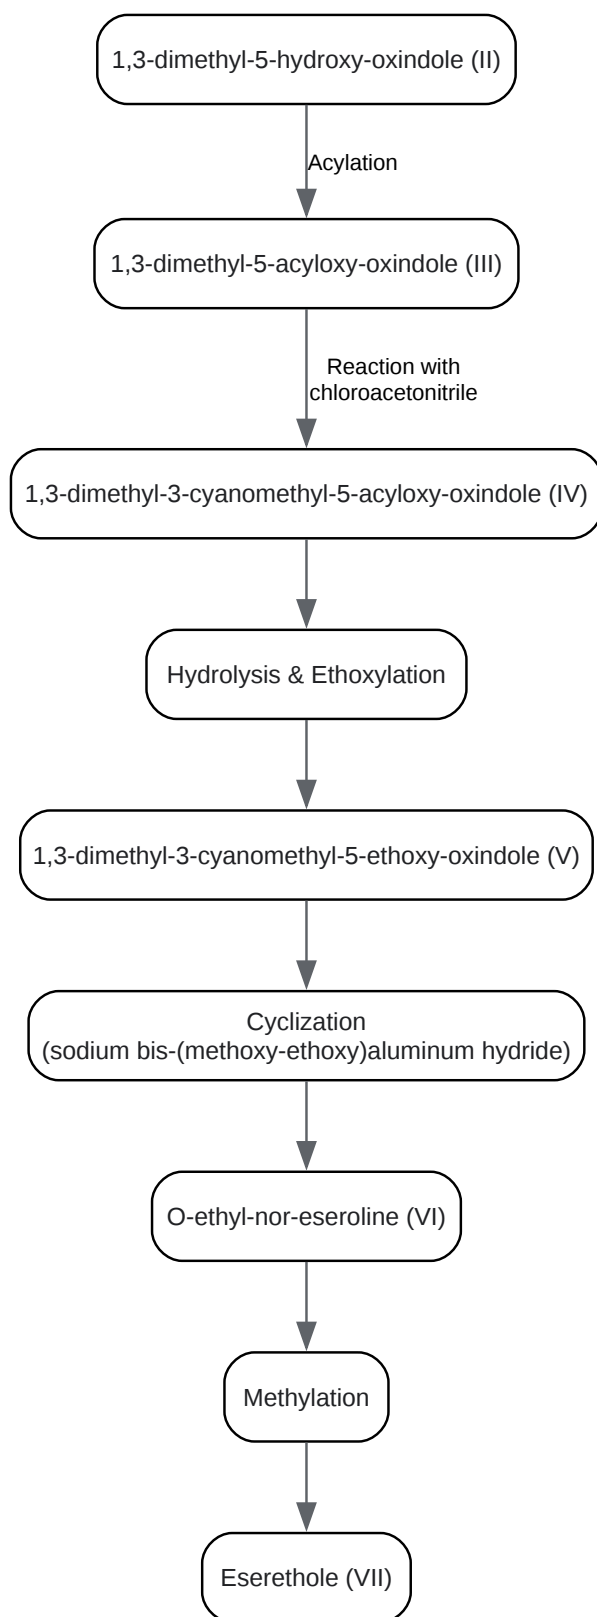 1,3-dimethyl-5-hydroxy-oxindole (II)
Acylation
1,3-dimethyl-5-acyloxy-oxindole (III)
Reaction with
chloroacetonitrile
1,3-dimethyl-3-cyanomethyl-5-acyloxy-oxindole (IV)
Hydrolysis & Ethoxylation
1,3-dimethyl-3-cyanomethyl-5-ethoxy-oxindole (V)
Cyclization
(sodium bis-(methoxy-ethoxy)aluminum hydride)
O-ethyl-nor-eseroline (VI)
Methylation
Eserethole (VII)